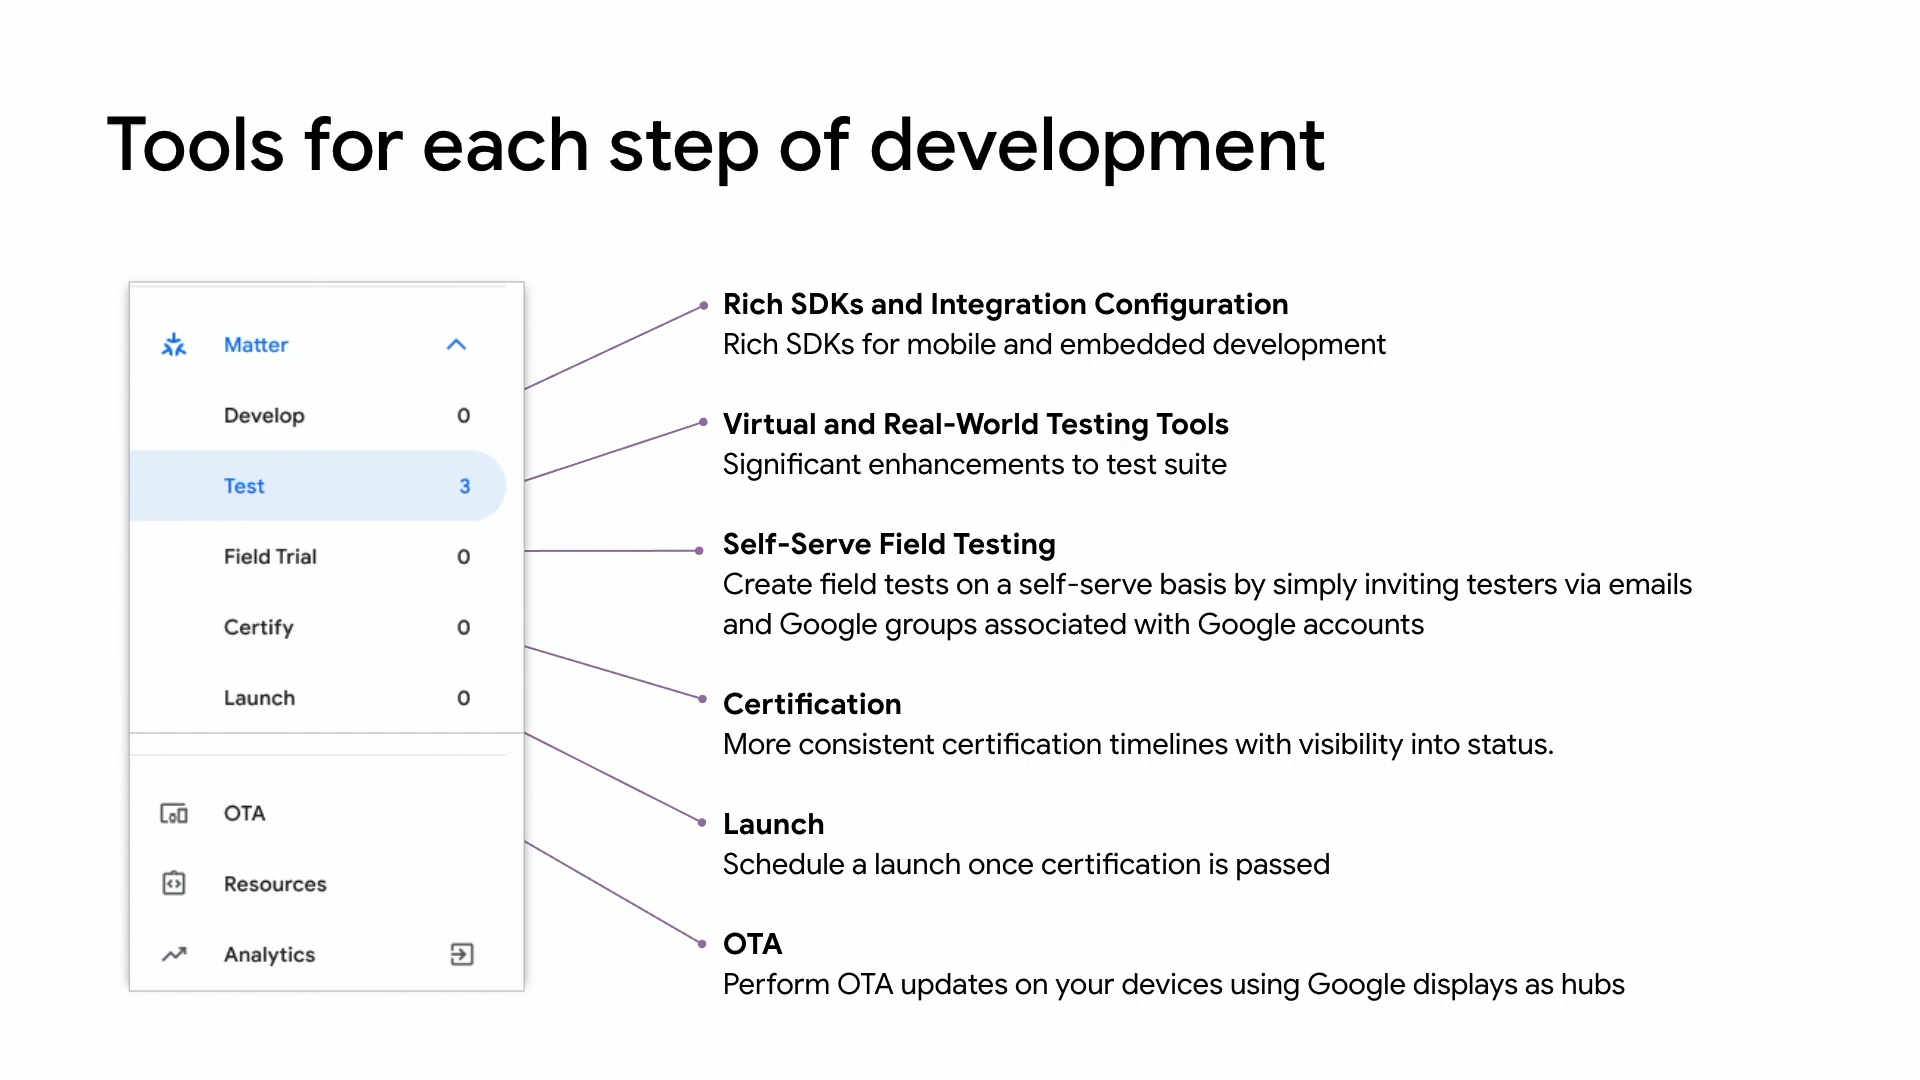 Tools for each step of development
Matter
Develop 0
Test 3
Field Trial 0
Certify 0
Launch 0
OTA
Resources
Analytics
Rich SDKs and Integration Configuration
Rich SDKs for mobile and embedded development
Virtual and Real-World Testing Tools
Significant enhancements to test suite
Self-Serve Field Testing
Create field tests on a self-serve basis by simply inviting testers via emails
and Google groups associated with Google accounts
Certification
More consistent certification timelines with visibility into status.
Launch
Schedule a launch once certification is passed
OTA
Perform OTA updates on your devices using Google displays as hubs